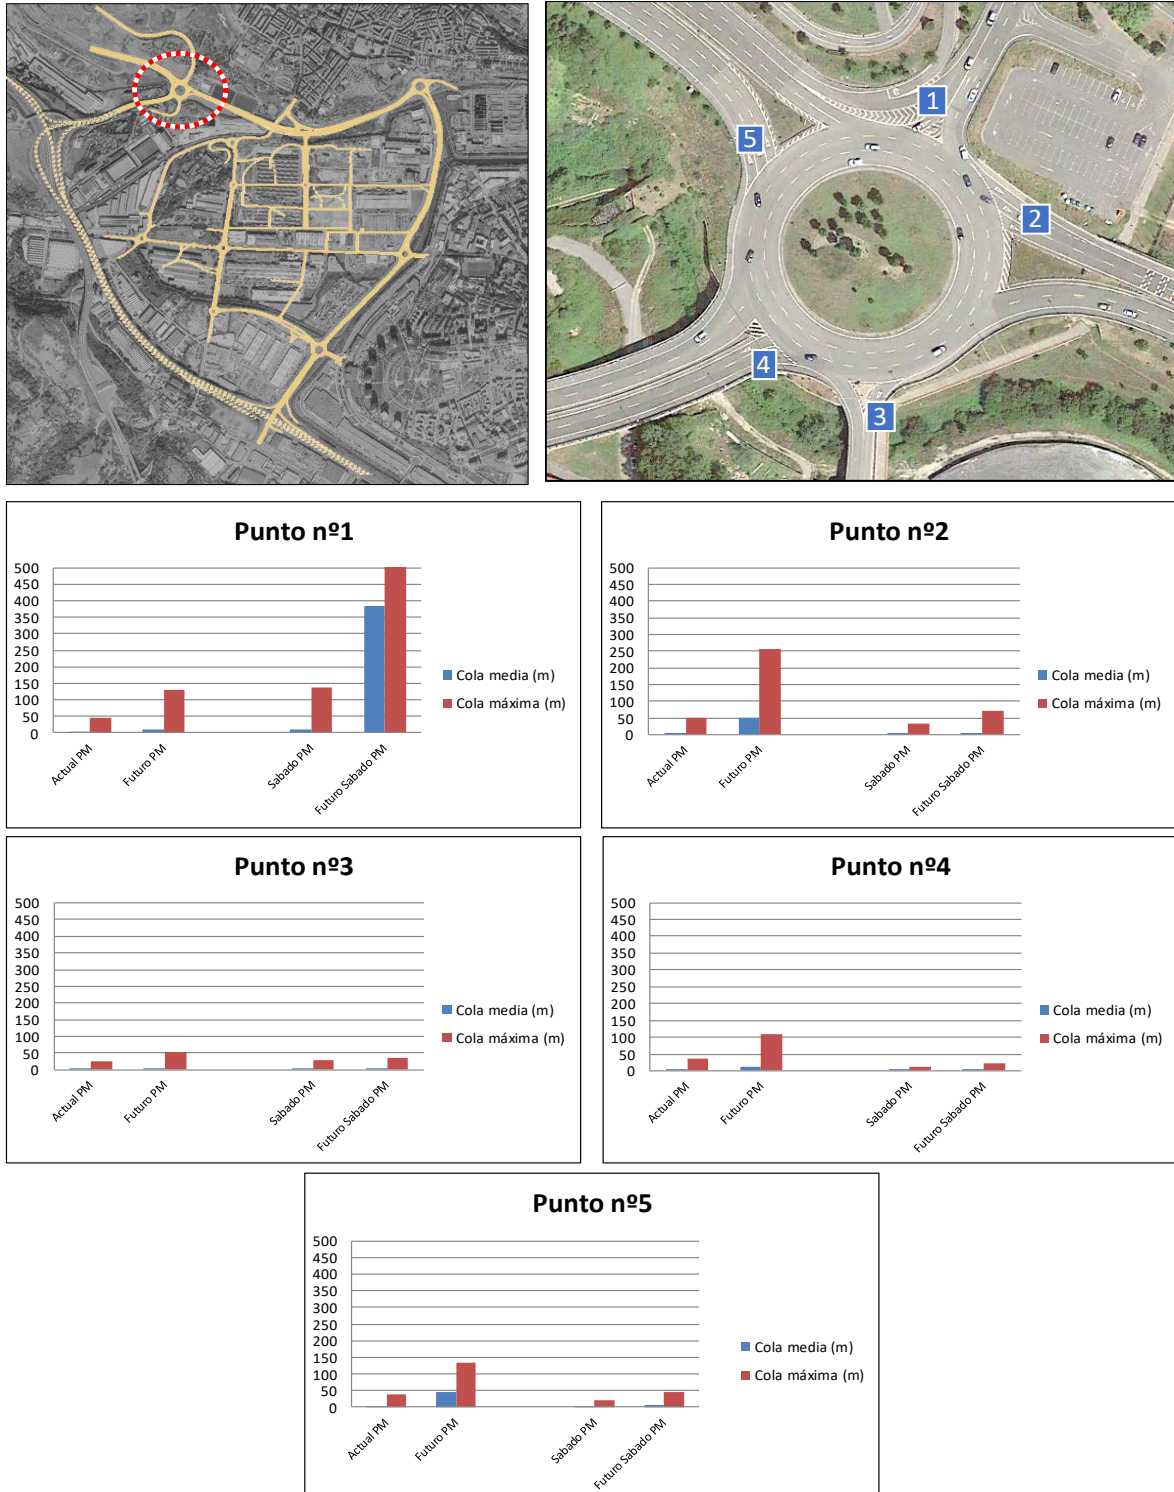 1
5
2
4
3
Punto nº1
500
450
400
350
300
250
200
150
100
50
0
Actual PM
Futuro PM
Sabado PM
Futuro Sabado PM
Cola media (m)
Cola máxima (m)
Punto nº2
500
450
400
350
300
250
200
150
100
50
0
Actual PM
Futuro PM
Sabado PM
Futuro Sabado PM
Cola media (m)
Cola máxima (m)
Punto nº3
500
450
400
350
300
250
200
150
100
50
0
Actual PM
Futuro PM
Sabado PM
Futuro Sabado PM
Cola media (m)
Cola máxima (m)
Punto nº4
500
450
400
350
300
250
200
150
100
50
0
Actual PM
Futuro PM
Sabado PM
Futuro Sabado PM
Cola media (m)
Cola máxima (m)
Punto nº5
500
450
400
350
300
250
200
150
100
50
0
Actual PM
Futuro PM
Sabado PM
Futuro Sabado PM
Cola media (m)
Cola máxima (m)